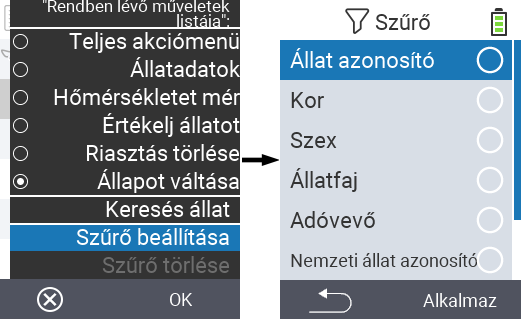 "Rendben lévő műveletek
listája":
Teljes akciómenü
Állatadatok
Hőmérsékletet mér
Értékelj állatot
Riasztás törlése
Állapot váltása
Keresés állat
Szűrő beállítása
Szűrő törlése
OK
Szűrő
Állat azonosító
Kor
Szex
Állatfaj
Adóvevő
Nemzeti állat azonosító
Alkalmaz